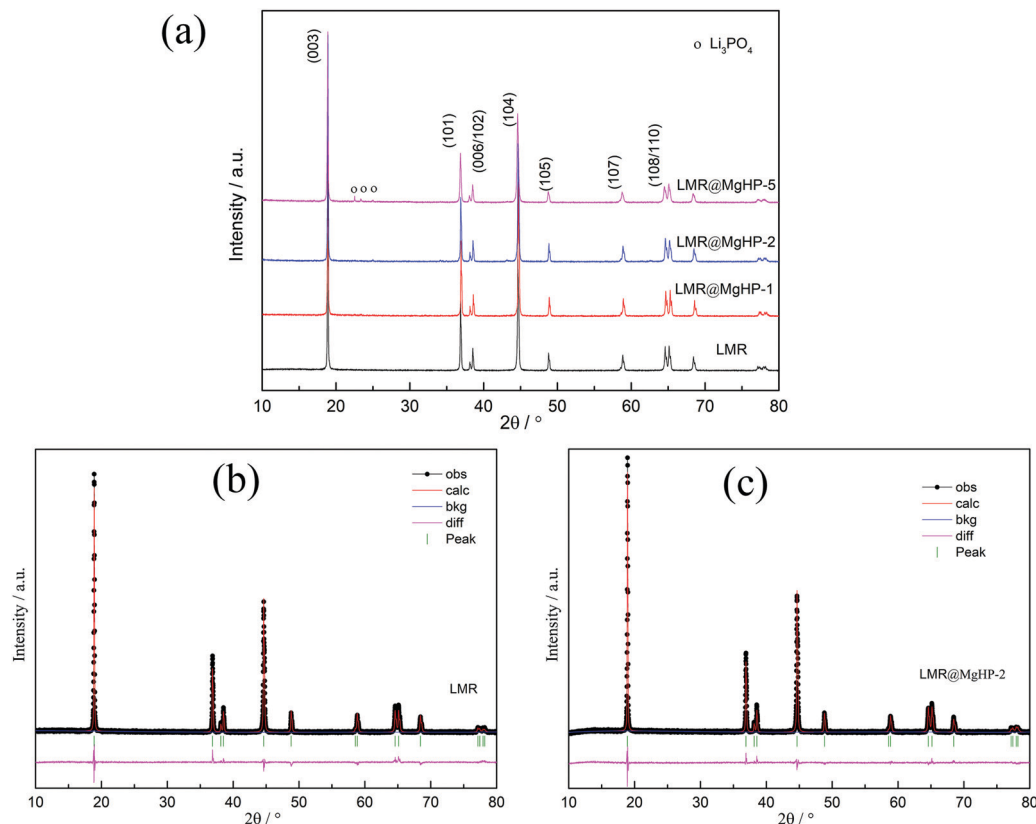 (a)
o Li₃PO₄
(003)
(101)
(006/102)
(104)
(105)
(107)
(108/110)
o o o
LMR@MgHP-5
LMR@MgHP-2
LMR@MgHP-1
LMR
Intensity / a.u.
10 20 30 40 50 60 70 80
2θ / °
(b)
obs
calc
bkg
diff
Peak
LMR
Intensity / a.u.
10 20 30 40 50 60 70 80
2θ / °
(c)
obs
calc
bkg
diff
Peak
LMR@MgHP-2
Intensity / a.u.
10 20 30 40 50 60 70 80
2θ / °